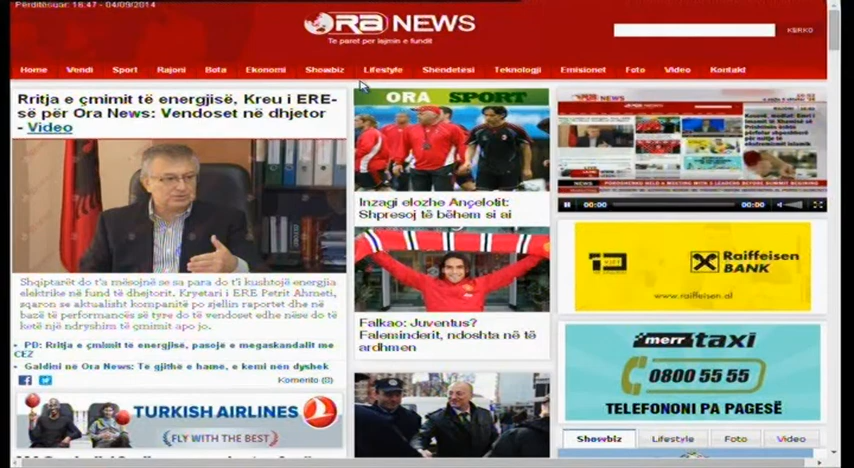 Përditësuar: 16:47 - 04/09/2014
ORA NEWS
Te paret per lajmin e fundit
KERKO
Home Vendi Sport Rajoni Bota Ekonomi Showbiz Lifestyle Shëndetësi Teknologji Emisionet Foto Video Kontakt
Rritja e çmimit të energjisë, Kreu i ERE-
së për Ora News: Vendoset në dhjetor
- Video
Shqiptarët do t'a mësojnë se sa para do t'i kushtojë energjia
elektrike në fund të dhjetorit. Kryetari i ERE Petrit Ahmeti,
sqaron se aktualisht kompanitë po sjellin raportet dhe në
bazë të performancës së tyre do të vendoset edhe nëse do të
ketë një ndryshim të çmimit apo jo.
PD: Rritja e çmimit të energjisë, pasojë e megaskandalit me
CEZ
Galdini në Ora News: Të gjithë e hamë, e kemi nën dyshek
Komento (0)
TURKISH AIRLINES
FLY WITH THE BEST
ORA SPORT
Inzagi elozhe Ançelotit:
Shpresoj të bëhem si ai
Falkao: Juventus?
Faleminderit, ndoshta në të
ardhmen
NEWS
00:00 00:00
Raiffeisen
BANK
www.raiffeisen.al
merr taxi
0800 55 55
TELEFONONI PA PAGESË
Showbiz Lifestyle Foto Video